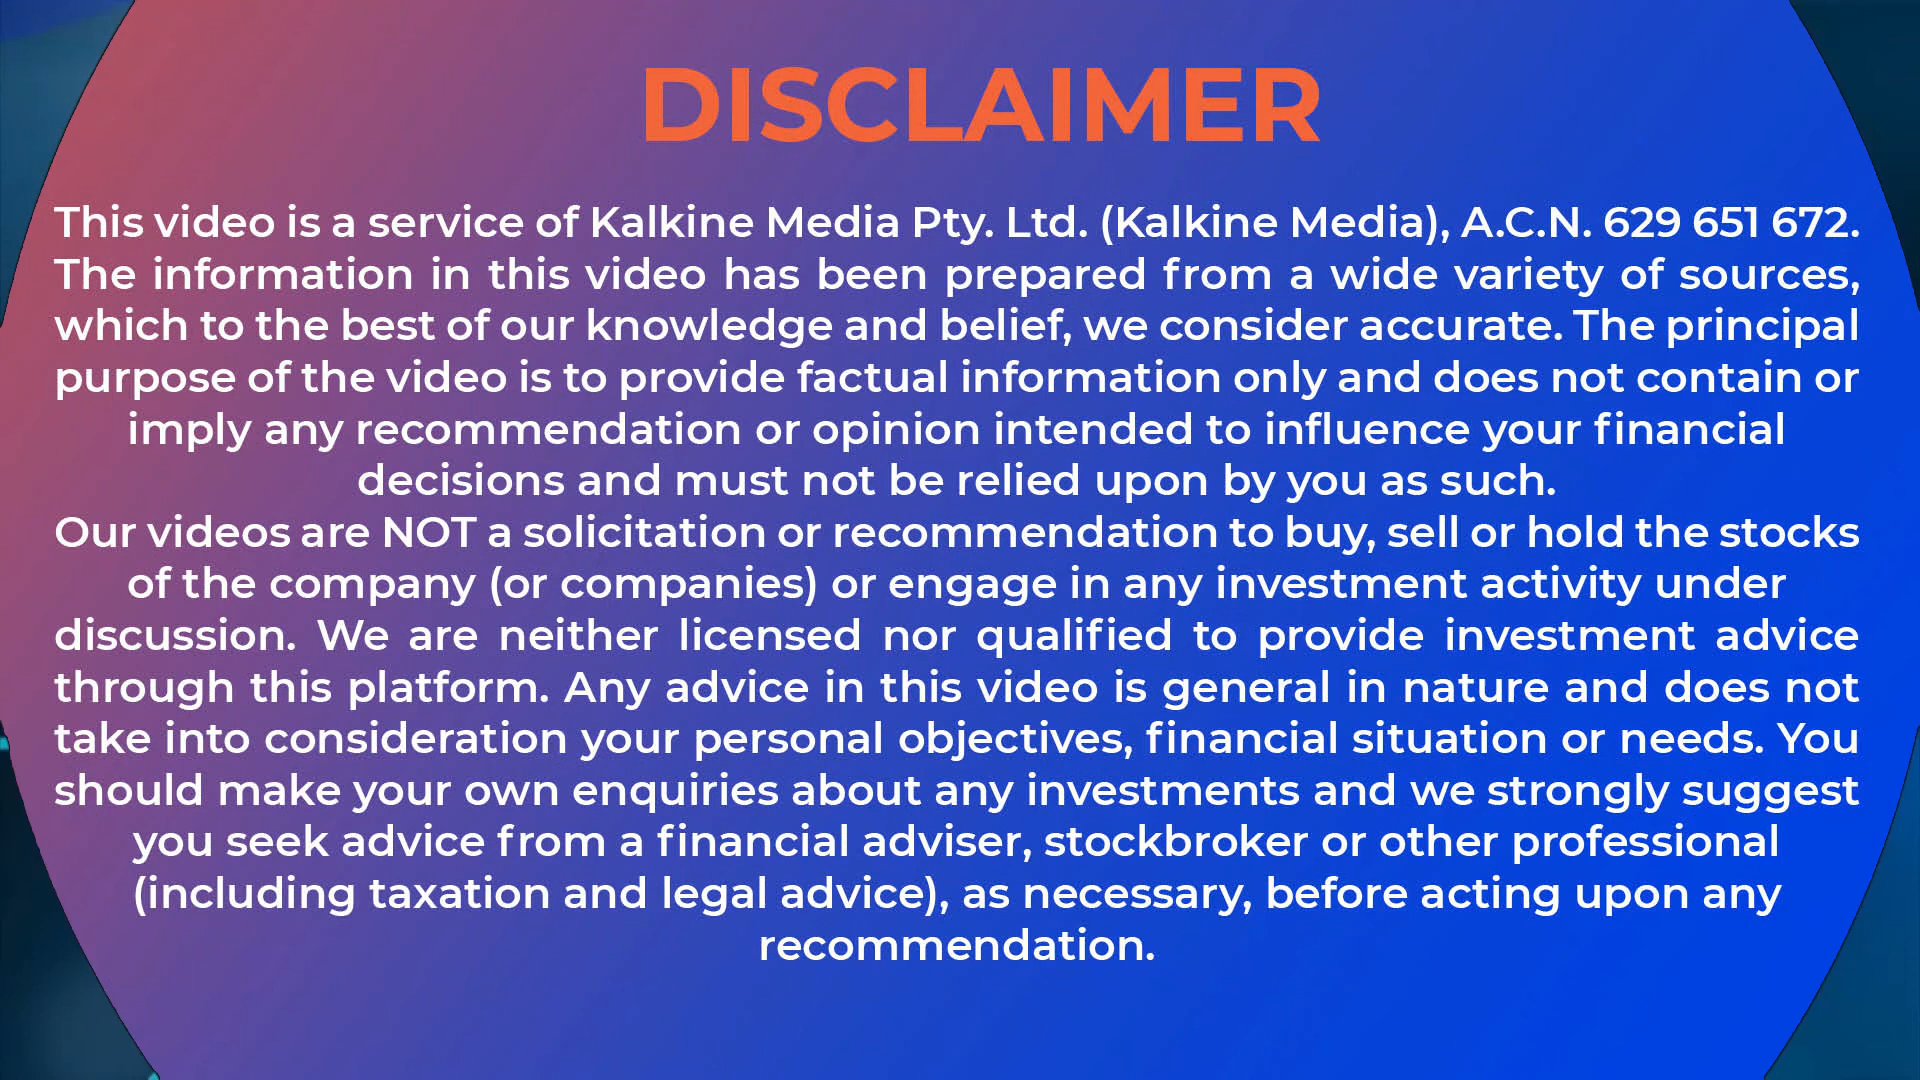 DISCLAIMER
This video is a service of Kalkine Media Pty. Ltd. (Kalkine Media), A.C.N. 629 651 672.
The information in this video has been prepared from a wide variety of sources,
which to the best of our knowledge and belief, we consider accurate. The principal
purpose of the video is to provide factual information only and does not contain or
imply any recommendation or opinion intended to influence your financial
decisions and must not be relied upon by you as such.
Our videos are NOT a solicitation or recommendation to buy, sell or hold the stocks
of the company (or companies) or engage in any investment activity under
discussion. We are neither licensed nor qualified to provide investment advice
through this platform. Any advice in this video is general in nature and does not
take into consideration your personal objectives, financial situation or needs. You
should make your own enquiries about any investments and we strongly suggest
you seek advice from a financial adviser, stockbroker or other professional
(including taxation and legal advice), as necessary, before acting upon any
recommendation.